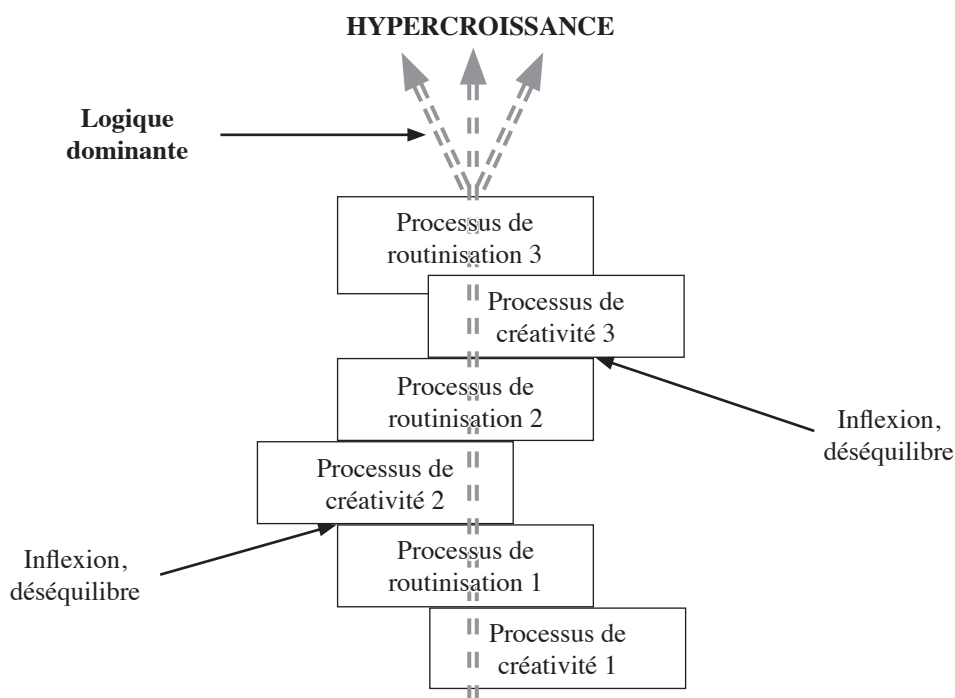 HYPERCROISSANCE
Logique
dominante
Processus de
routinisation 3
Processus de
créativité 3
Processus de
routinisation 2
Inflexion,
déséquilibre
Processus de
créativité 2
Processus de
routinisation 1
Inflexion,
déséquilibre
Processus de
créativité 1